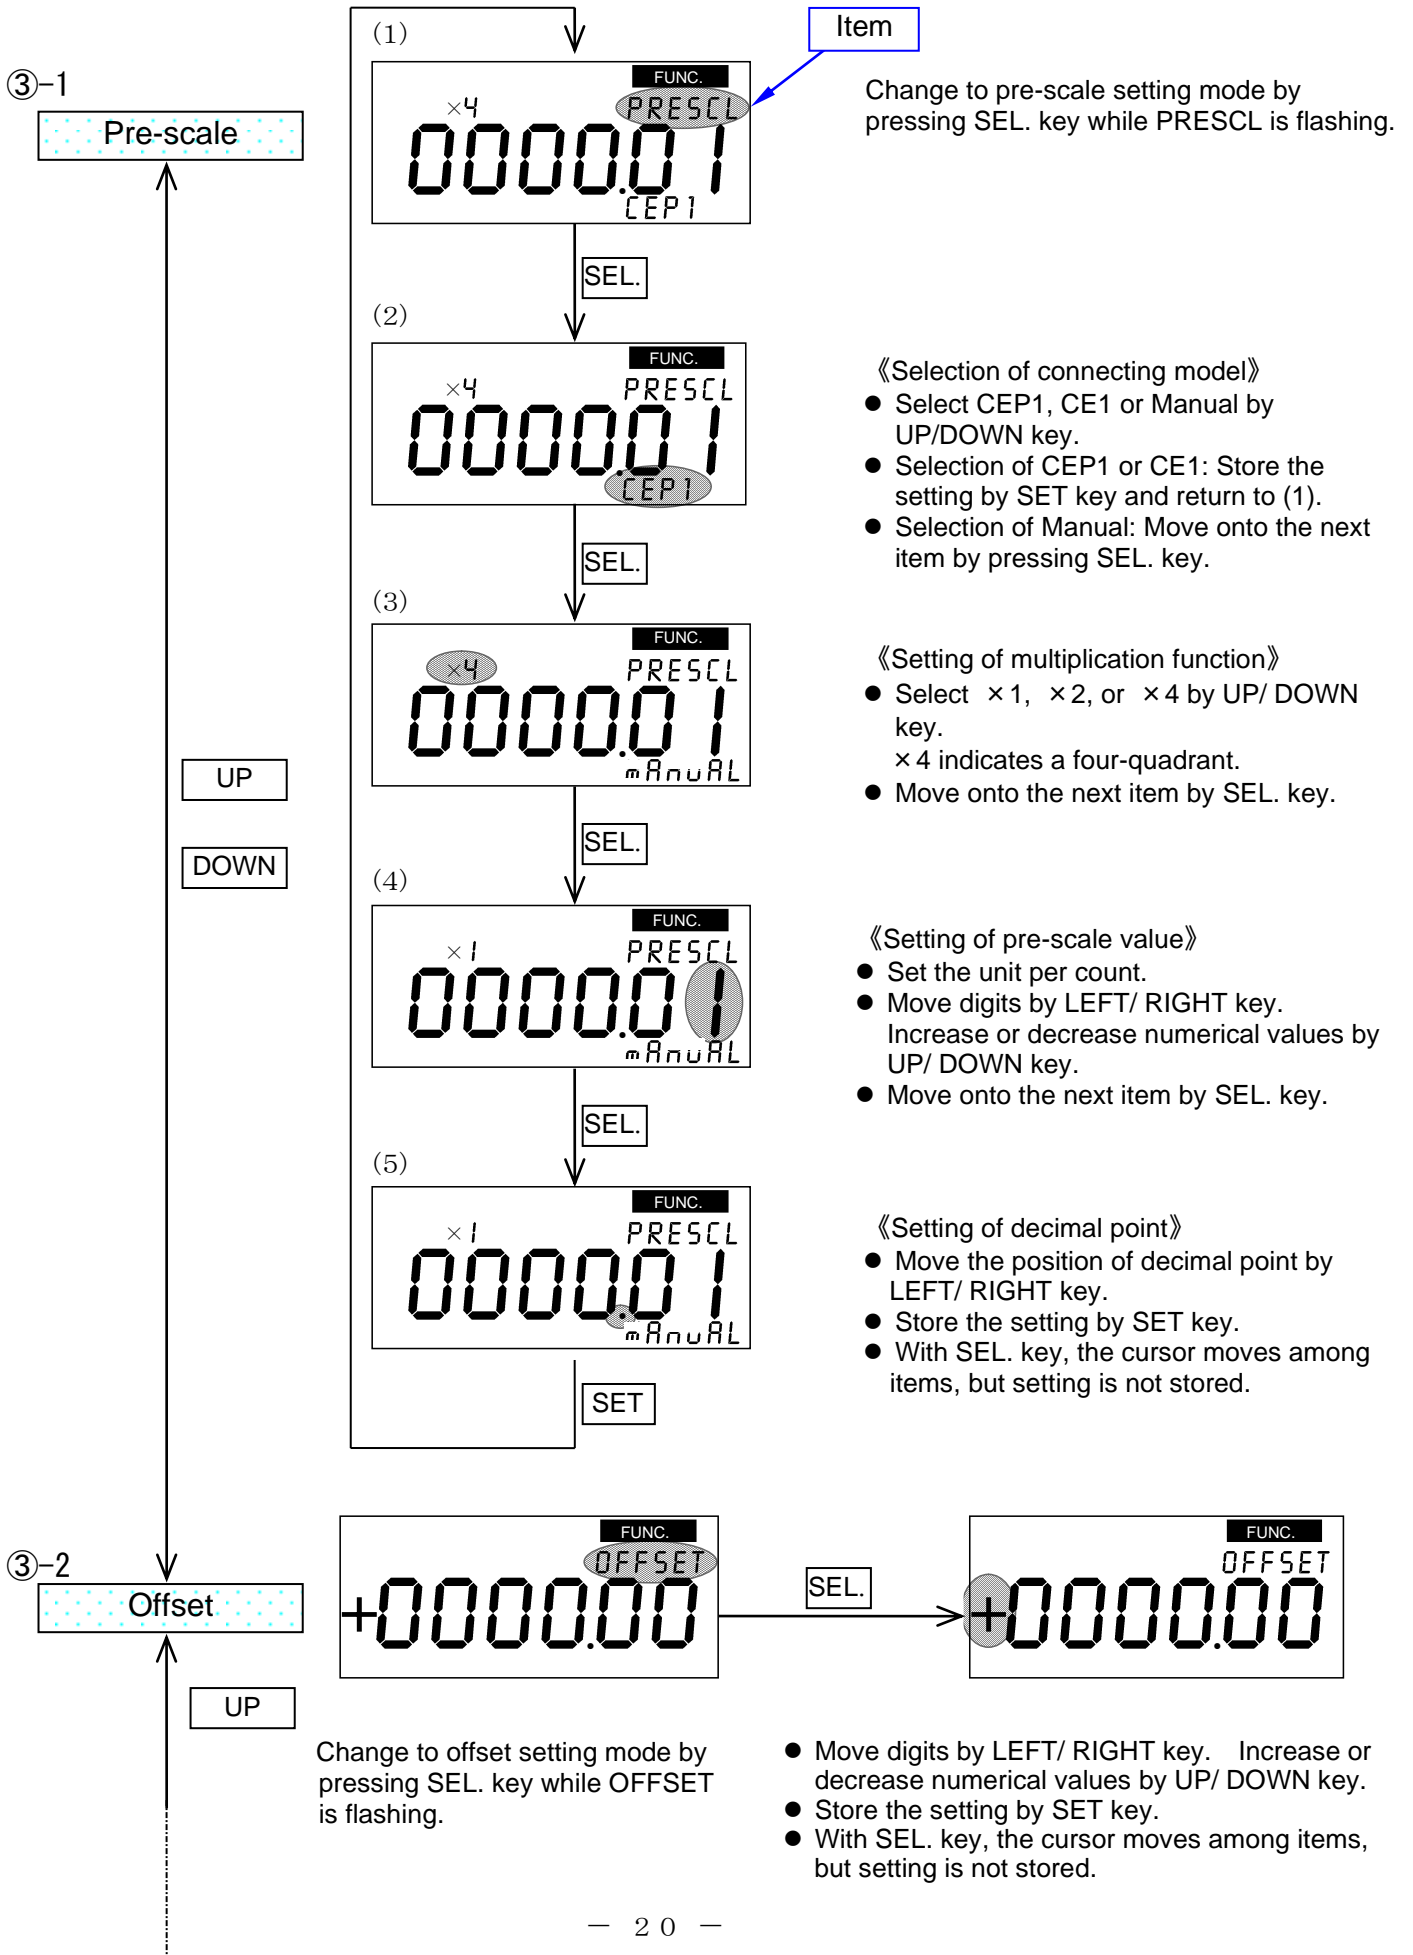 (1)
Item
③-1
Pre-scale
FUNC.
×4 PRESCL
0000.01
CEP1
Change to pre-scale setting mode by
pressing SEL. key while PRESCL is flashing.
SEL.
(2)
FUNC.
×4 PRESCL
0000.01
CEP1
《Selection of connecting model》
● Select CEP1, CE1 or Manual by
UP/DOWN key.
● Selection of CEP1 or CE1: Store the
setting by SET key and return to (1).
● Selection of Manual: Move onto the next
item by pressing SEL. key.
SEL.
(3)
FUNC.
×4 PRESCL
0000.01
mAnuAL
《Setting of multiplication function》
● Select ×1, ×2, or ×4 by UP/ DOWN
key.
×4 indicates a four-quadrant.
● Move onto the next item by SEL. key.
UP
DOWN
SEL.
(4)
FUNC.
×1 PRESCL
0000.01
mAnuAL
《Setting of pre-scale value》
● Set the unit per count.
● Move digits by LEFT/ RIGHT key.
Increase or decrease numerical values by
UP/ DOWN key.
● Move onto the next item by SEL. key.
SEL.
(5)
FUNC.
×1 PRESCL
0000.01
mAnuAL
《Setting of decimal point》
● Move the position of decimal point by
LEFT/ RIGHT key.
● Store the setting by SET key.
● With SEL. key, the cursor moves among
items, but setting is not stored.
SET
③-2
Offset
FUNC.
OFFSET
+0000.00
SEL.
FUNC.
OFFSET
+0000.00
UP
Change to offset setting mode by
pressing SEL. key while OFFSET
is flashing.
● Move digits by LEFT/ RIGHT key. Increase or
decrease numerical values by UP/ DOWN key.
● Store the setting by SET key.
● With SEL. key, the cursor moves among items,
but setting is not stored.
－ 20 －